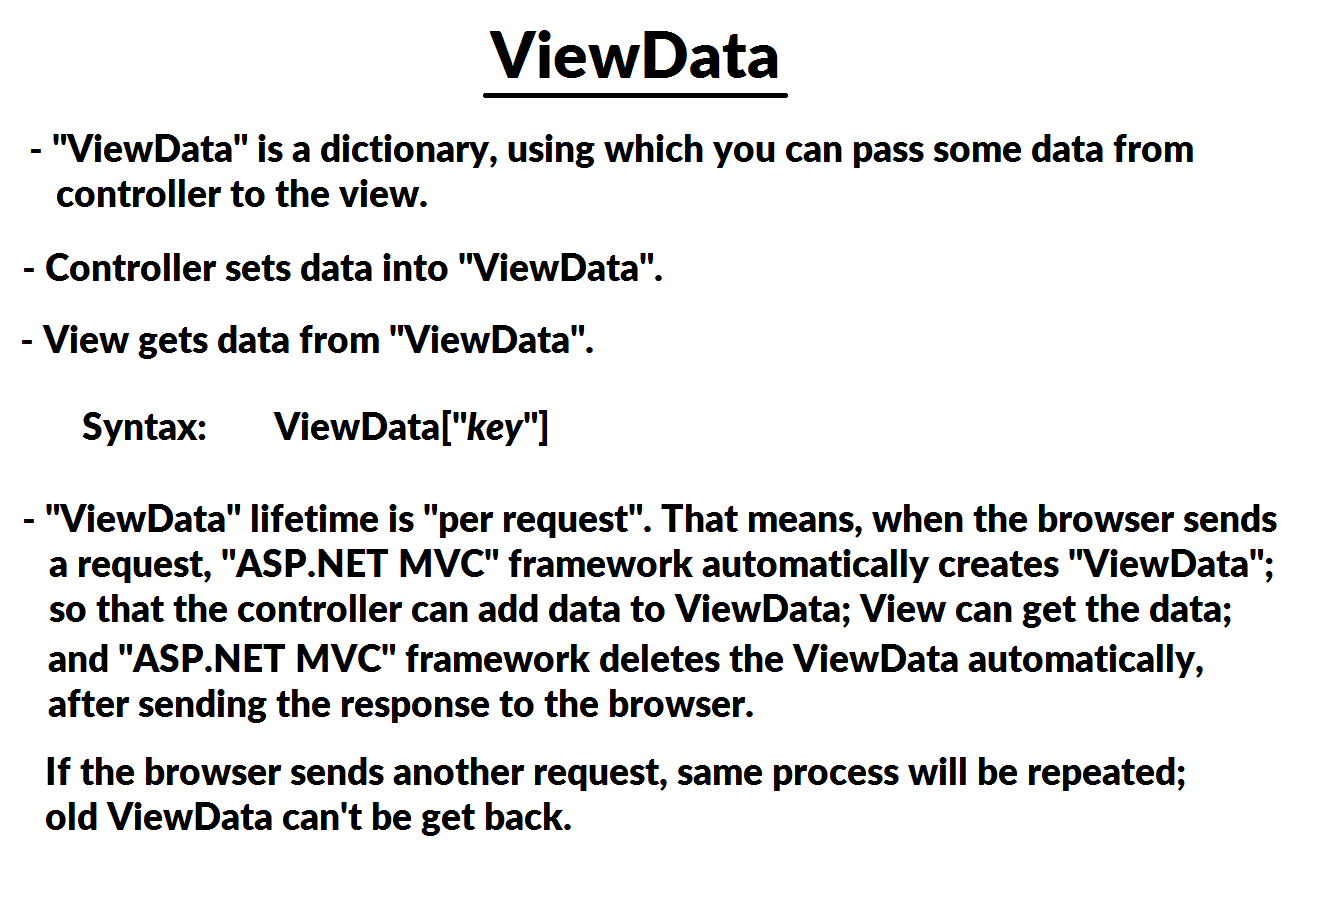 ViewData
- "ViewData" is a dictionary, using which you can pass some data from
controller to the view.
- Controller sets data into "ViewData".
- View gets data from "ViewData".
Syntax: ViewData["key"]
- "ViewData" lifetime is "per request". That means, when the browser sends
a request, "ASP.NET MVC" framework automatically creates "ViewData";
so that the controller can add data to ViewData; View can get the data;
and "ASP.NET MVC" framework deletes the ViewData automatically,
after sending the response to the browser.
If the browser sends another request, same process will be repeated;
old ViewData can't be get back.